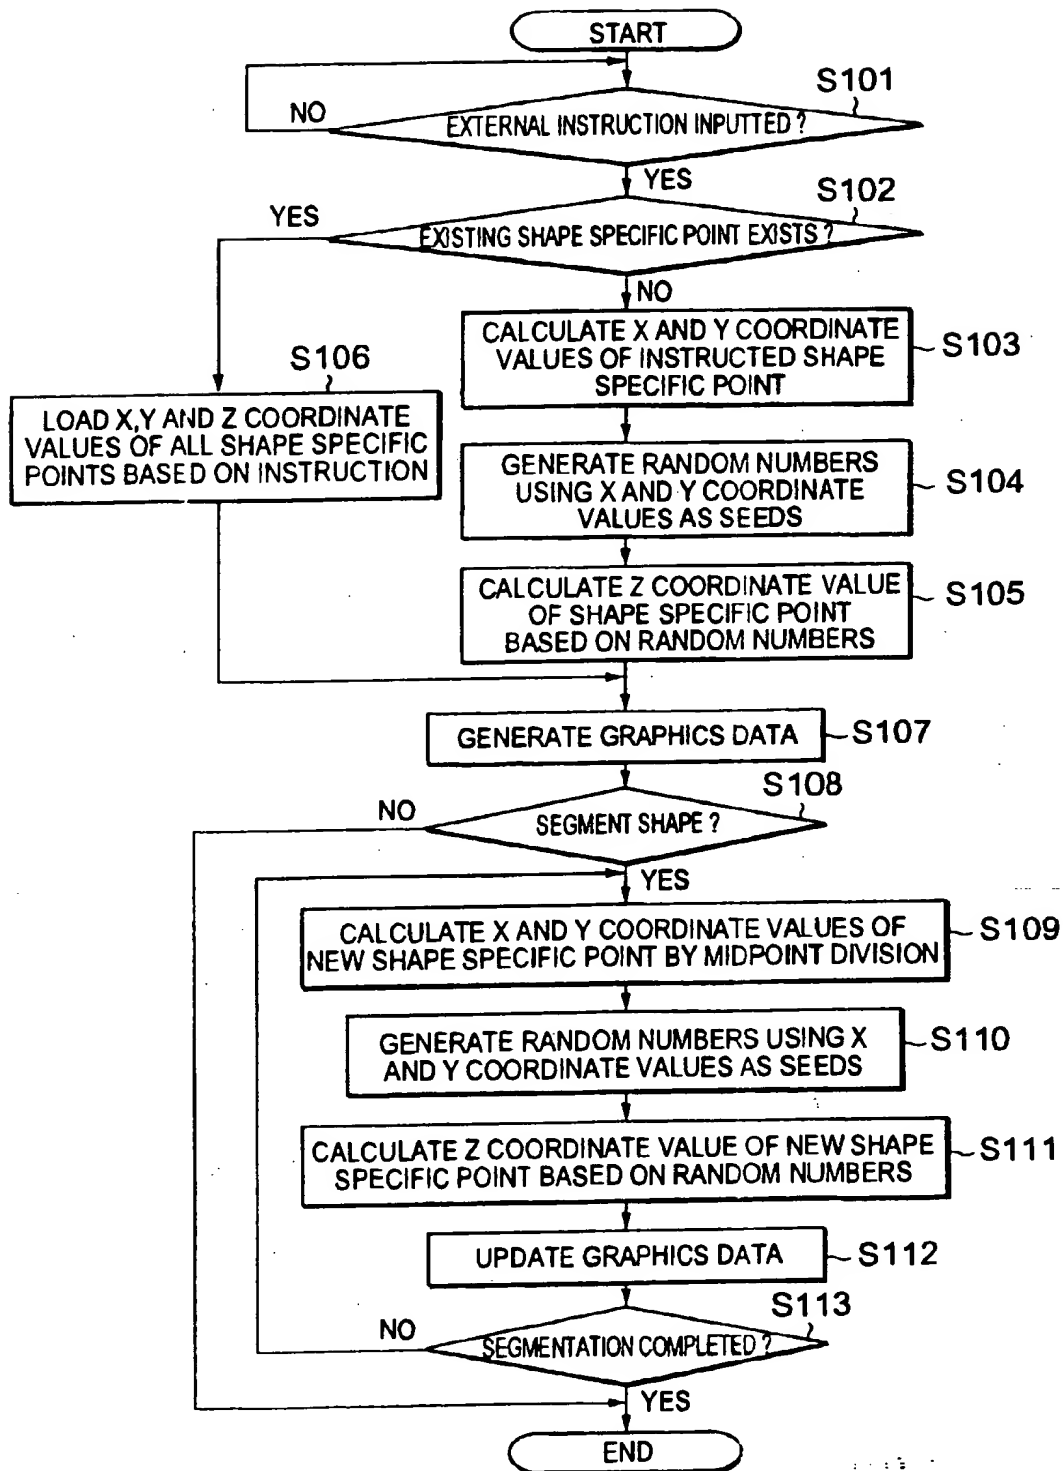 START
S101
NO
EXTERNAL INSTRUCTION INPUTTED ?
YES
S102
YES
EXISTING SHAPE SPECIFIC POINT EXISTS ?
NO
CALCULATE X AND Y COORDINATE
VALUES OF INSTRUCTED SHAPE
SPECIFIC POINT
S103
S106
LOAD X,Y AND Z COORDINATE
VALUES OF ALL SHAPE SPECIFIC
POINTS BASED ON INSTRUCTION
GENERATE RANDOM NUMBERS
USING X AND Y COORDINATE
VALUES AS SEEDS
S104
CALCULATE Z COORDINATE VALUE
OF SHAPE SPECIFIC POINT
BASED ON RANDOM NUMBERS
S105
GENERATE GRAPHICS DATA
S107
S108
NO
SEGMENT SHAPE ?
YES
CALCULATE X AND Y COORDINATE VALUES OF
NEW SHAPE SPECIFIC POINT BY MIDPOINT DIVISION
S109
GENERATE RANDOM NUMBERS USING X
AND Y COORDINATE VALUES AS SEEDS
S110
CALCULATE Z COORDINATE VALUE OF NEW SHAPE
SPECIFIC POINT BASED ON RANDOM NUMBERS
S111
UPDATE GRAPHICS DATA
S112
S113
NO
SEGMENTATION COMPLETED ?
YES
END